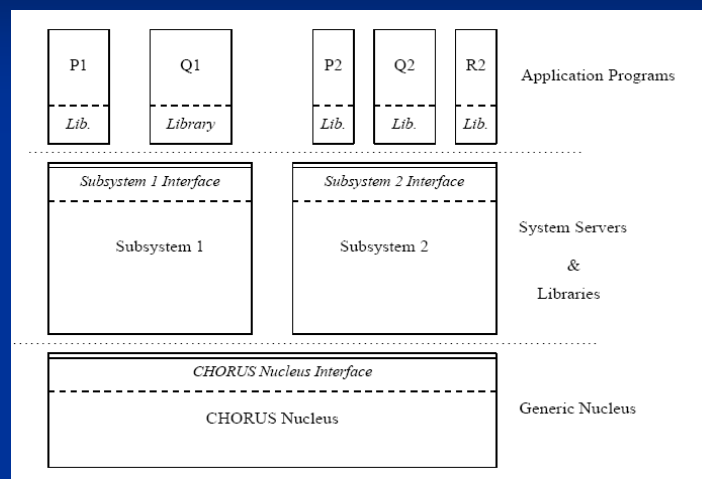 P1
Q1
P2
Q2
R2
Application Programs
Lib.
Library
Lib.
Lib.
Lib.
Subsystem 1 Interface
Subsystem 2 Interface
Subsystem 1
Subsystem 2
System Servers
&
Libraries
CHORUS Nucleus Interface
CHORUS Nucleus
Generic Nucleus